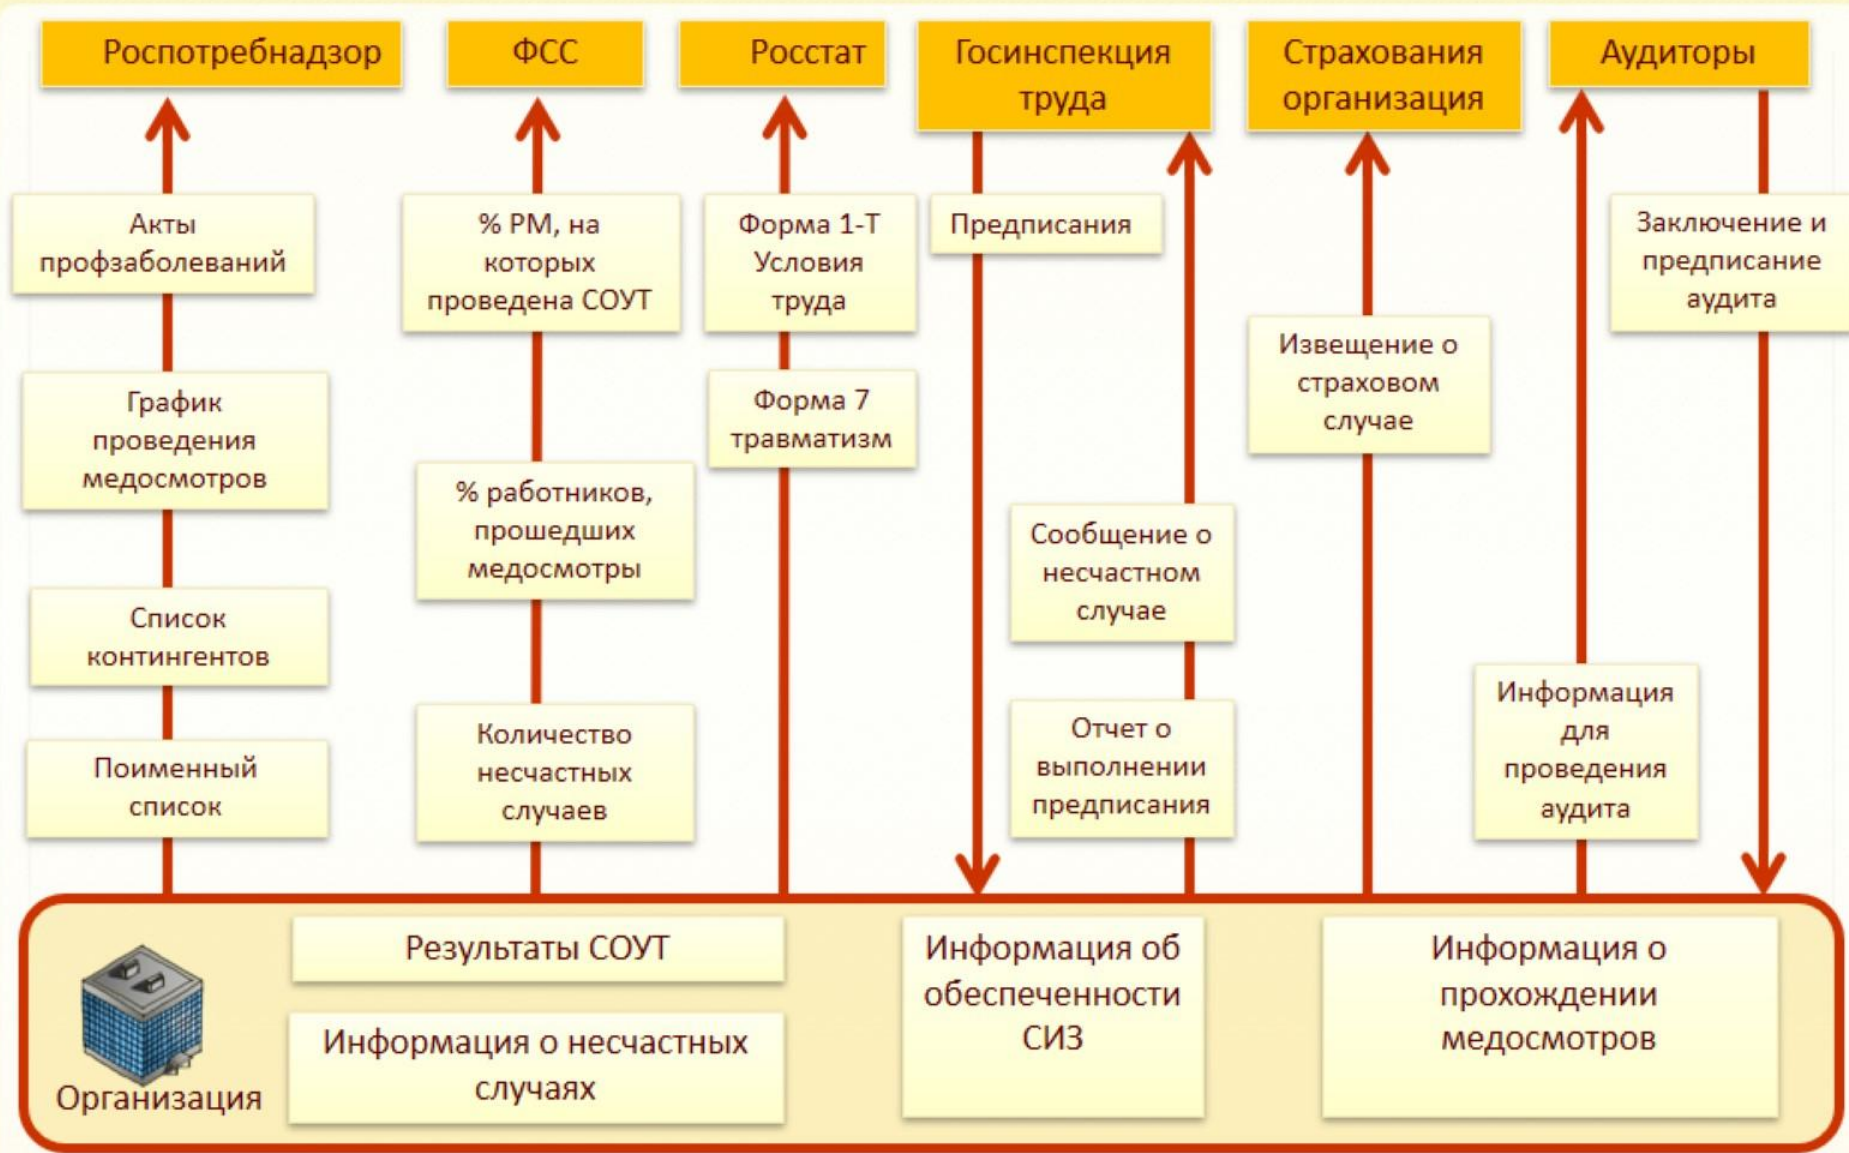 Роспотребнадзор
ФСС
Росстат
Госинспекция
труда
Страхования
организация
Аудиторы
Акты
профзаболеваний
График
проведения
медосмотров
Список
контингентов
Поименный
список
% РМ, на
которых
проведена СОУТ
% работников,
прошедших
медосмотры
Количество
несчастных
случаев
Форма 1-Т
Условия
труда
Форма 7
травматизм
Предписания
Сообщение о
несчастном
случае
Отчет о
выполнении
предписания
Извещение о
страховом
случае
Информация
для
проведения
аудита
Заключение и
предписание
аудита
Организация
Результаты СОУТ
Информация о несчастных
случаях
Информация об
обеспеченности
СИЗ
Информация о
прохождении
медосмотров